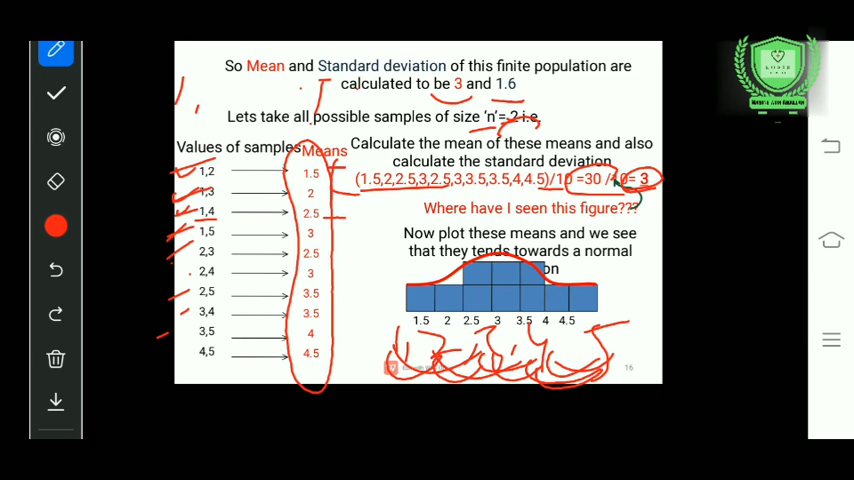 So Mean and Standard deviation of this finite population are
calculated to be 3 and 1.6
Lets take all possible samples of size ‘n’= 2 i.e.
Values of samples
Means
1,2 1.5
1,3 2
1,4 2.5
1,5 3
2,3 2.5
2,4 3
2,5 3.5
3,4 3.5
3,5 4
4,5 4.5
Calculate the mean of these means and also
calculate the standard deviation
(1.5,2,2.5,3,2.5,3,3.5,3.5,4,4.5)/10 =30 /10= 3
Where have I seen this figure???
Now plot these means and we see
that they tends towards a normal
1.5 2 2.5 3 3.5 4 4.5
1 2 3 4 5
16